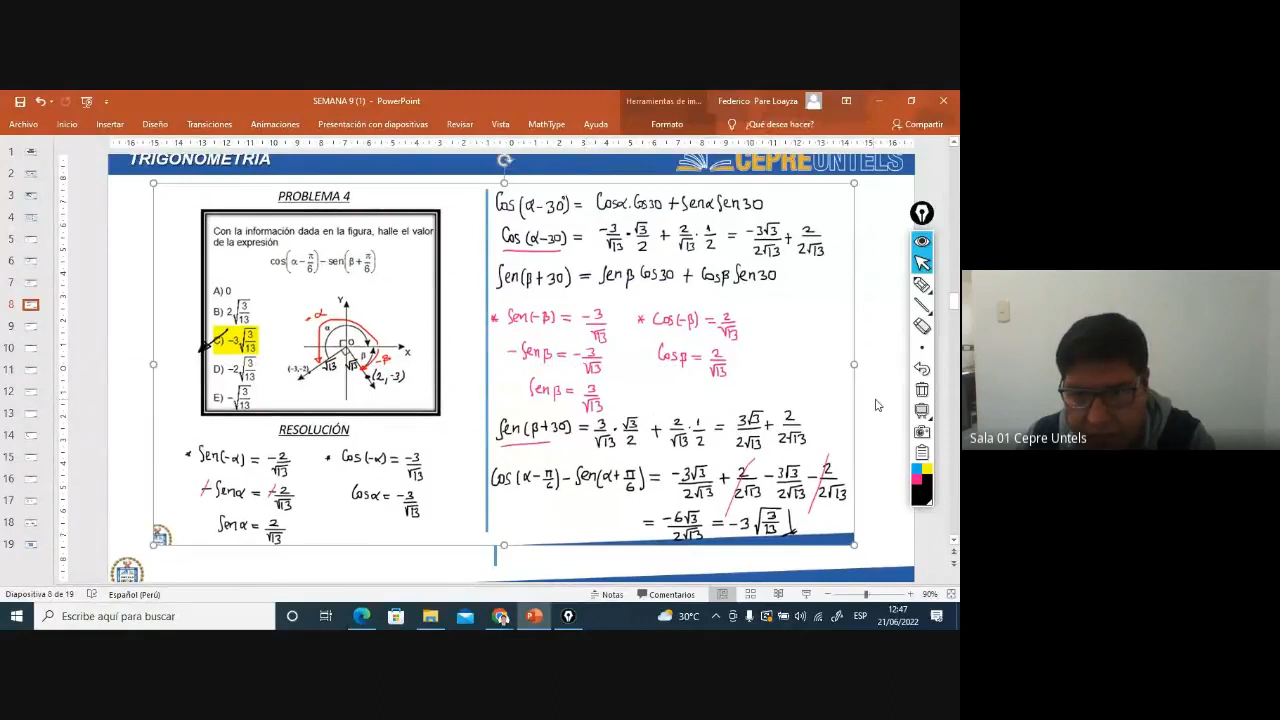 SEMANA 9 (1) - PowerPoint
Herramientas de im...
Federico Pare Loayza
Archivo Inicio Insertar Diseño Transiciones Animaciones Presentación con diapositivas Revisar Vista MathType Ayuda Formato ¿Qué desea hacer? Compartir
TRIGONOMETRIA
CEPREUNTELS
PROBLEMA 4
Con la información dada en la figura, halle el valor
de la expresión
cos(α−π/6)−sen(β+π/6)
A) 0
B) 2√(3/13)
C) −3√(3/13)
D) −2√(3/13)
E) −√(3/13)
Y
X
O
α
β
-α
-β
(-3,-2)
√13 √13
(2,-3)
RESOLUCIÓN
* Sen(-α) = -2/√13
- Senα = -2/√13
Senα = 2/√13
* Cos(-α) = -3/√13
Cosα = -3/√13
Cos(α-30°) = Cosα.Cos30 + Senα Sen30
Cos(α-30) = -3/√13 · √3/2 + 2/√13 · 1/2 = -3√3/2√13 + 2/2√13
Sen(β+30) = Senβ Cos30 + Cosβ Sen30
* Sen(-β) = -3/√13
- Senβ = -3/√13
Senβ = 3/√13
* Cos(-β) = 2/√13
Cosβ = 2/√13
Sen(β+30) = 3/√13 · √3/2 + 2/√13 · 1/2 = 3√3/2√13 + 2/2√13
Cos(α-π/6) - Sen(α+π/6) = -3√3/2√13 + 2/2√13 - 3√3/2√13 - 2/2√13
= -6√3/2√13 = -3√(3/13)
Sala 01 Cepre Untels
Diapositiva 8 de 19
Español (Perú)
Notas
Comentarios
90%
Escribe aquí para buscar
30°C
ESP
12:47
21/06/2022